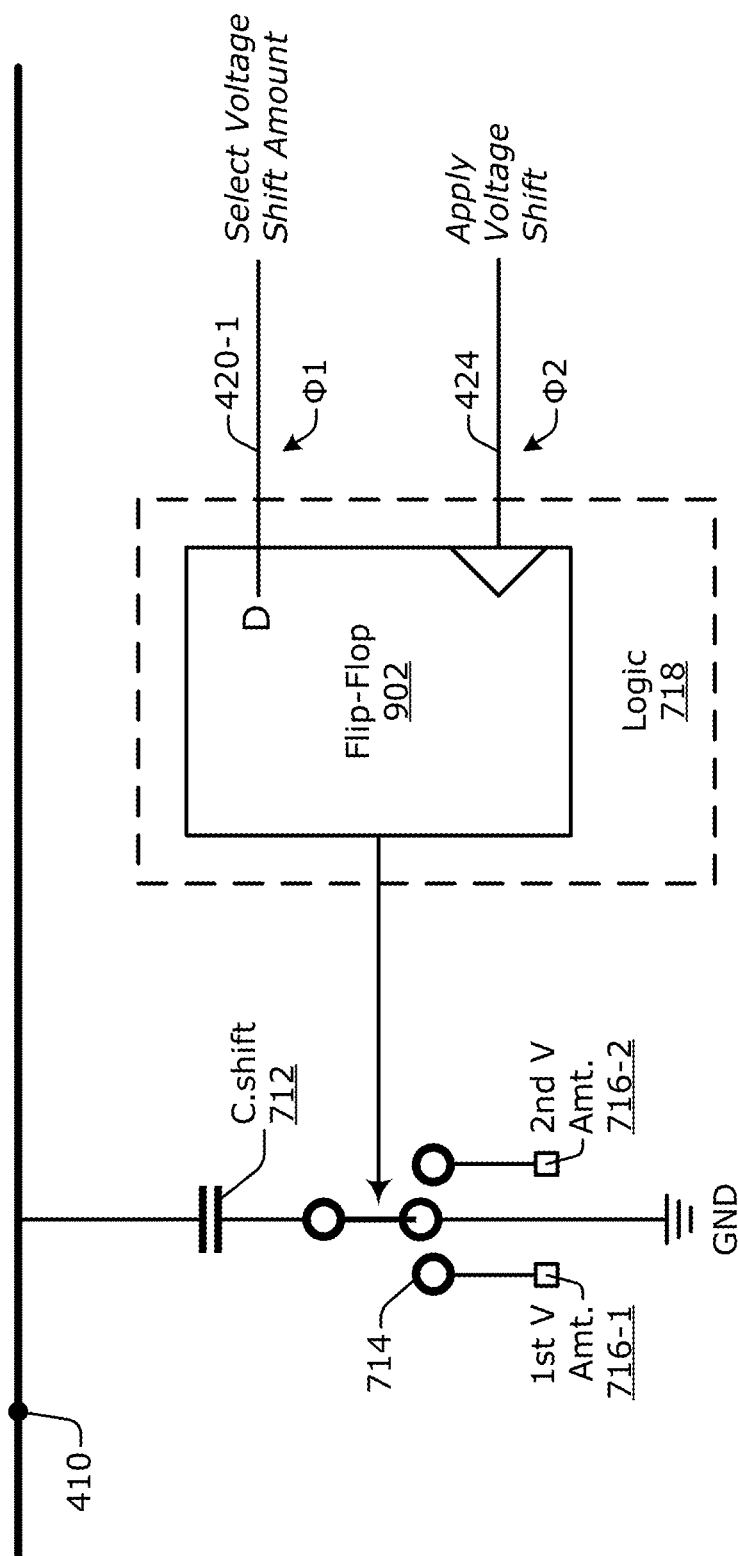 410
C.shift
712
714
1st V
Amt.
716-1
2nd V
Amt.
716-2
GND
Flip-Flop
902
D
Logic
718
420-1
Φ1
Select Voltage
Shift Amount
424
Φ2
Apply
Voltage
Shift